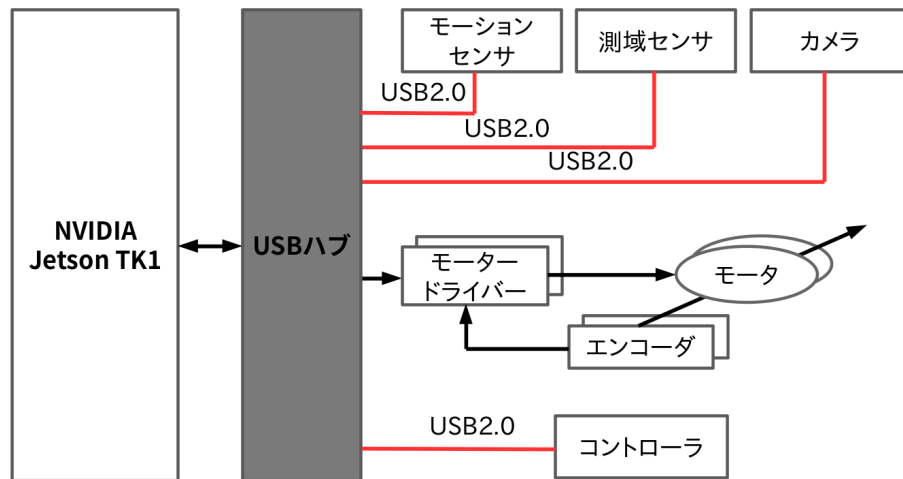 モーション
センサ
測域センサ
カメラ
USB2.0
USB2.0
USB2.0
NVIDIA
Jetson TK1
USBハブ
モーター
ドライバー
モータ
エンコーダ
USB2.0
コントローラ